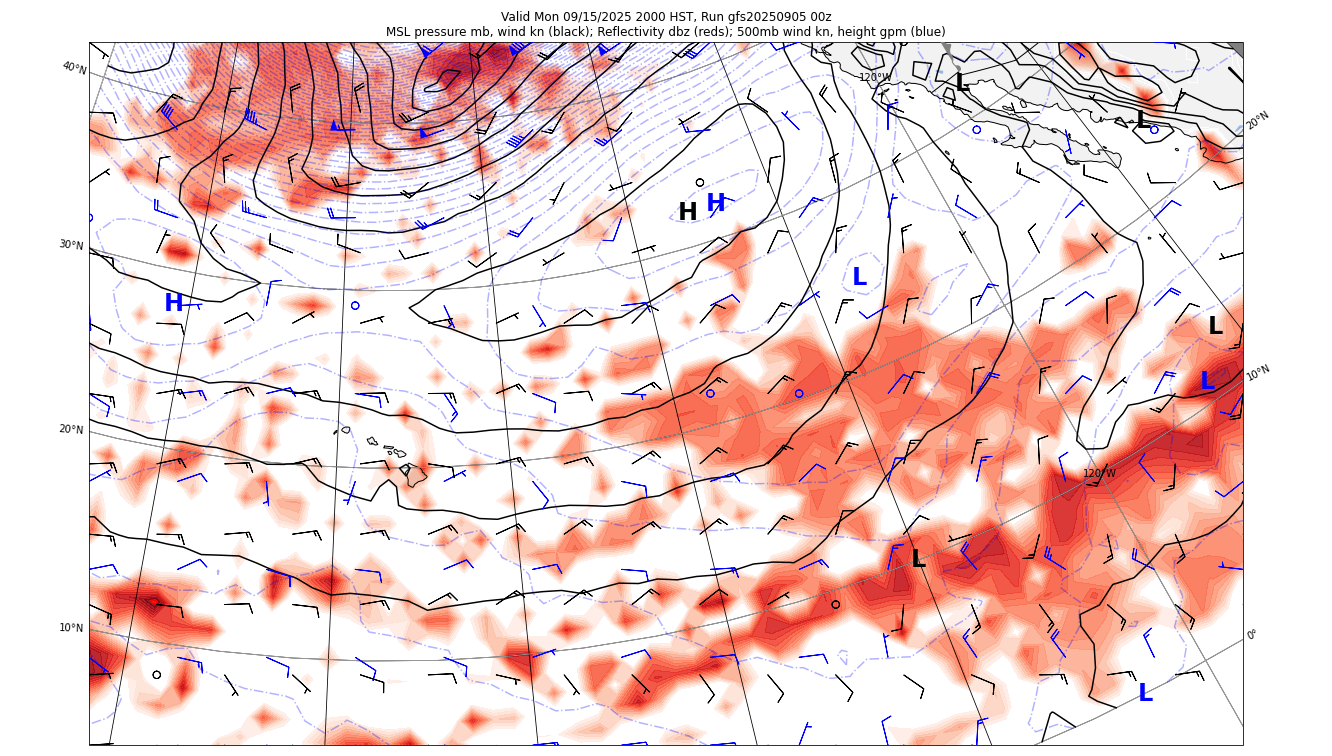 Valid Mon 09/15/2025 2000 HST, Run gfs20250905 00z
MSL pressure mb, wind kn (black); Reflectivity dbz (reds); 500mb wind kn, height gpm (blue)
40°N
120°W
L
L
20°N
H
H
30°N
L
H
L
L
10°N
20°N
120°W
L
10°N
0°
L